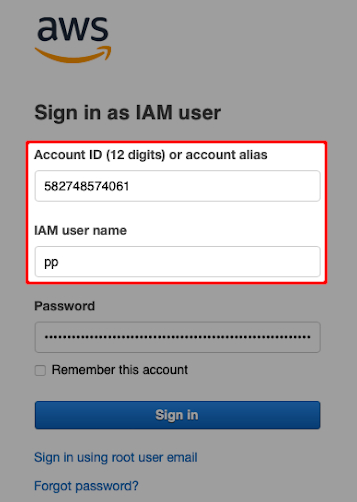 aws
Sign in as IAM user
Account ID (12 digits) or account alias
582748574061
IAM user name
pp
Password
Remember this account
Sign in
Sign in using root user email
Forgot password?